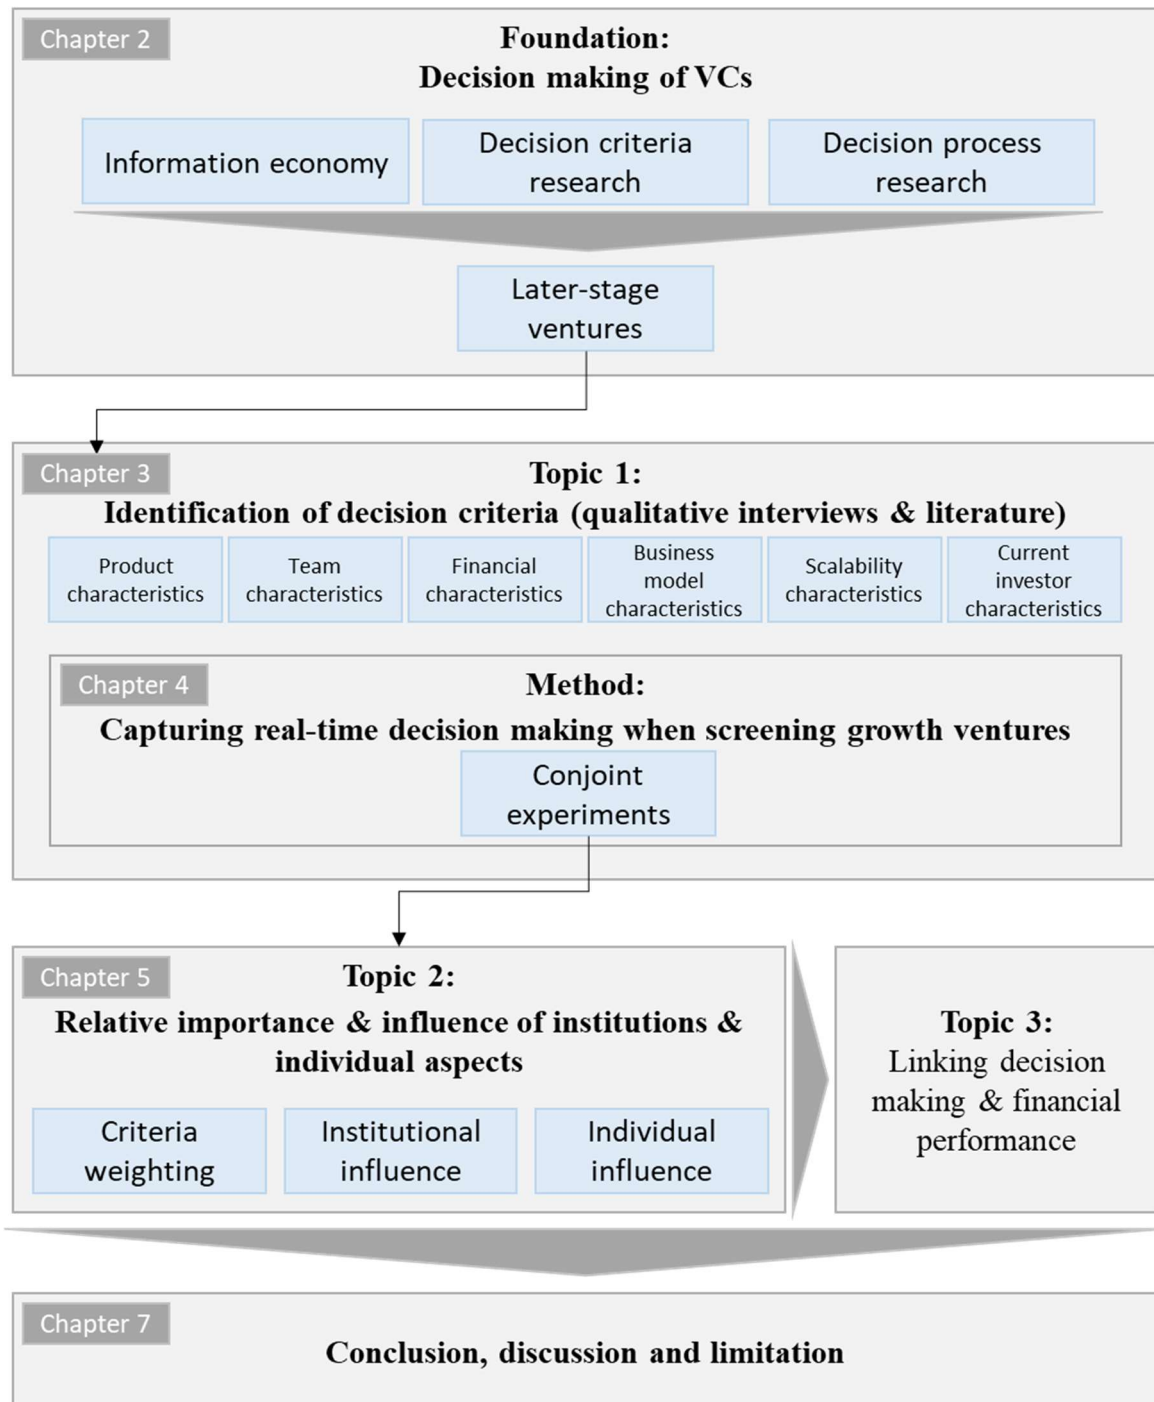 Chapter 2
Foundation:
Decision making of VCs
Information economy
Decision criteria
research
Decision process
research
Later-stage
ventures
Chapter 3
Topic 1:
Identification of decision criteria (qualitative interviews & literature)
Product
characteristics
Team
characteristics
Financial
characteristics
Business
model
characteristics
Scalability
characteristics
Current
investor
characteristics
Chapter 4
Method:
Capturing real-time decision making when screening growth ventures
Conjoint
experiments
Chapter 5
Topic 2:
Relative importance & influence of institutions &
individual aspects
Criteria
weighting
Institutional
influence
Individual
influence
Topic 3:
Linking decision
making & financial
performance
Chapter 7
Conclusion, discussion and limitation